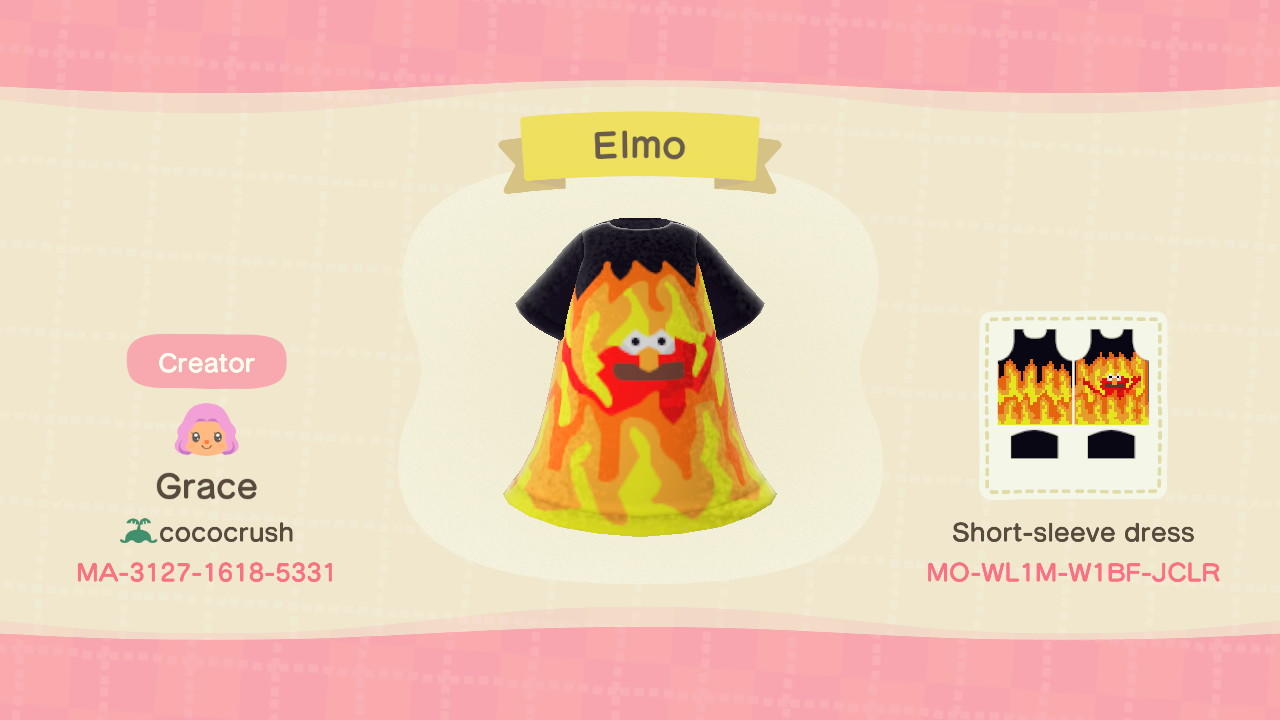 Elmo
Creator
Grace
cococrush
MA-3127-1618-5331
Short-sleeve dress
MO-WL1M-W1BF-JCLR